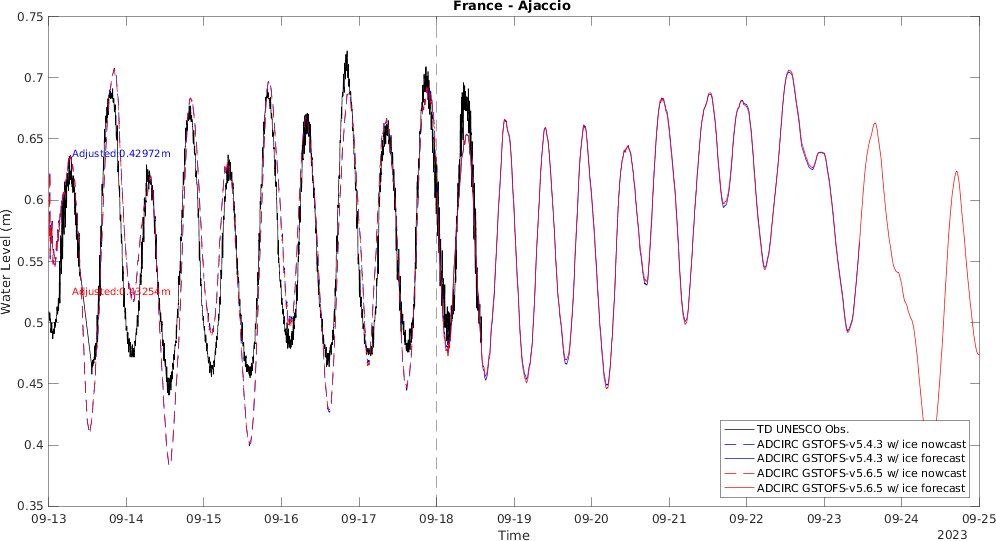 France - Ajaccio
0.75
0.7
0.65
0.6
0.55
0.5
0.45
0.4
0.35
Water Level (m)
Adjusted:0.42972m
Adjusted:0.43254m
TD UNESCO Obs.
ADCIRC GSTOFS-v5.4.3 w/ ice nowcast
ADCIRC GSTOFS-v5.4.3 w/ ice forecast
ADCIRC GSTOFS-v5.6.5 w/ ice nowcast
ADCIRC GSTOFS-v5.6.5 w/ ice forecast
09-13 09-14 09-15 09-16 09-17 09-18 09-19 09-20 09-21 09-22 09-23 09-24 09-25
Time
2023